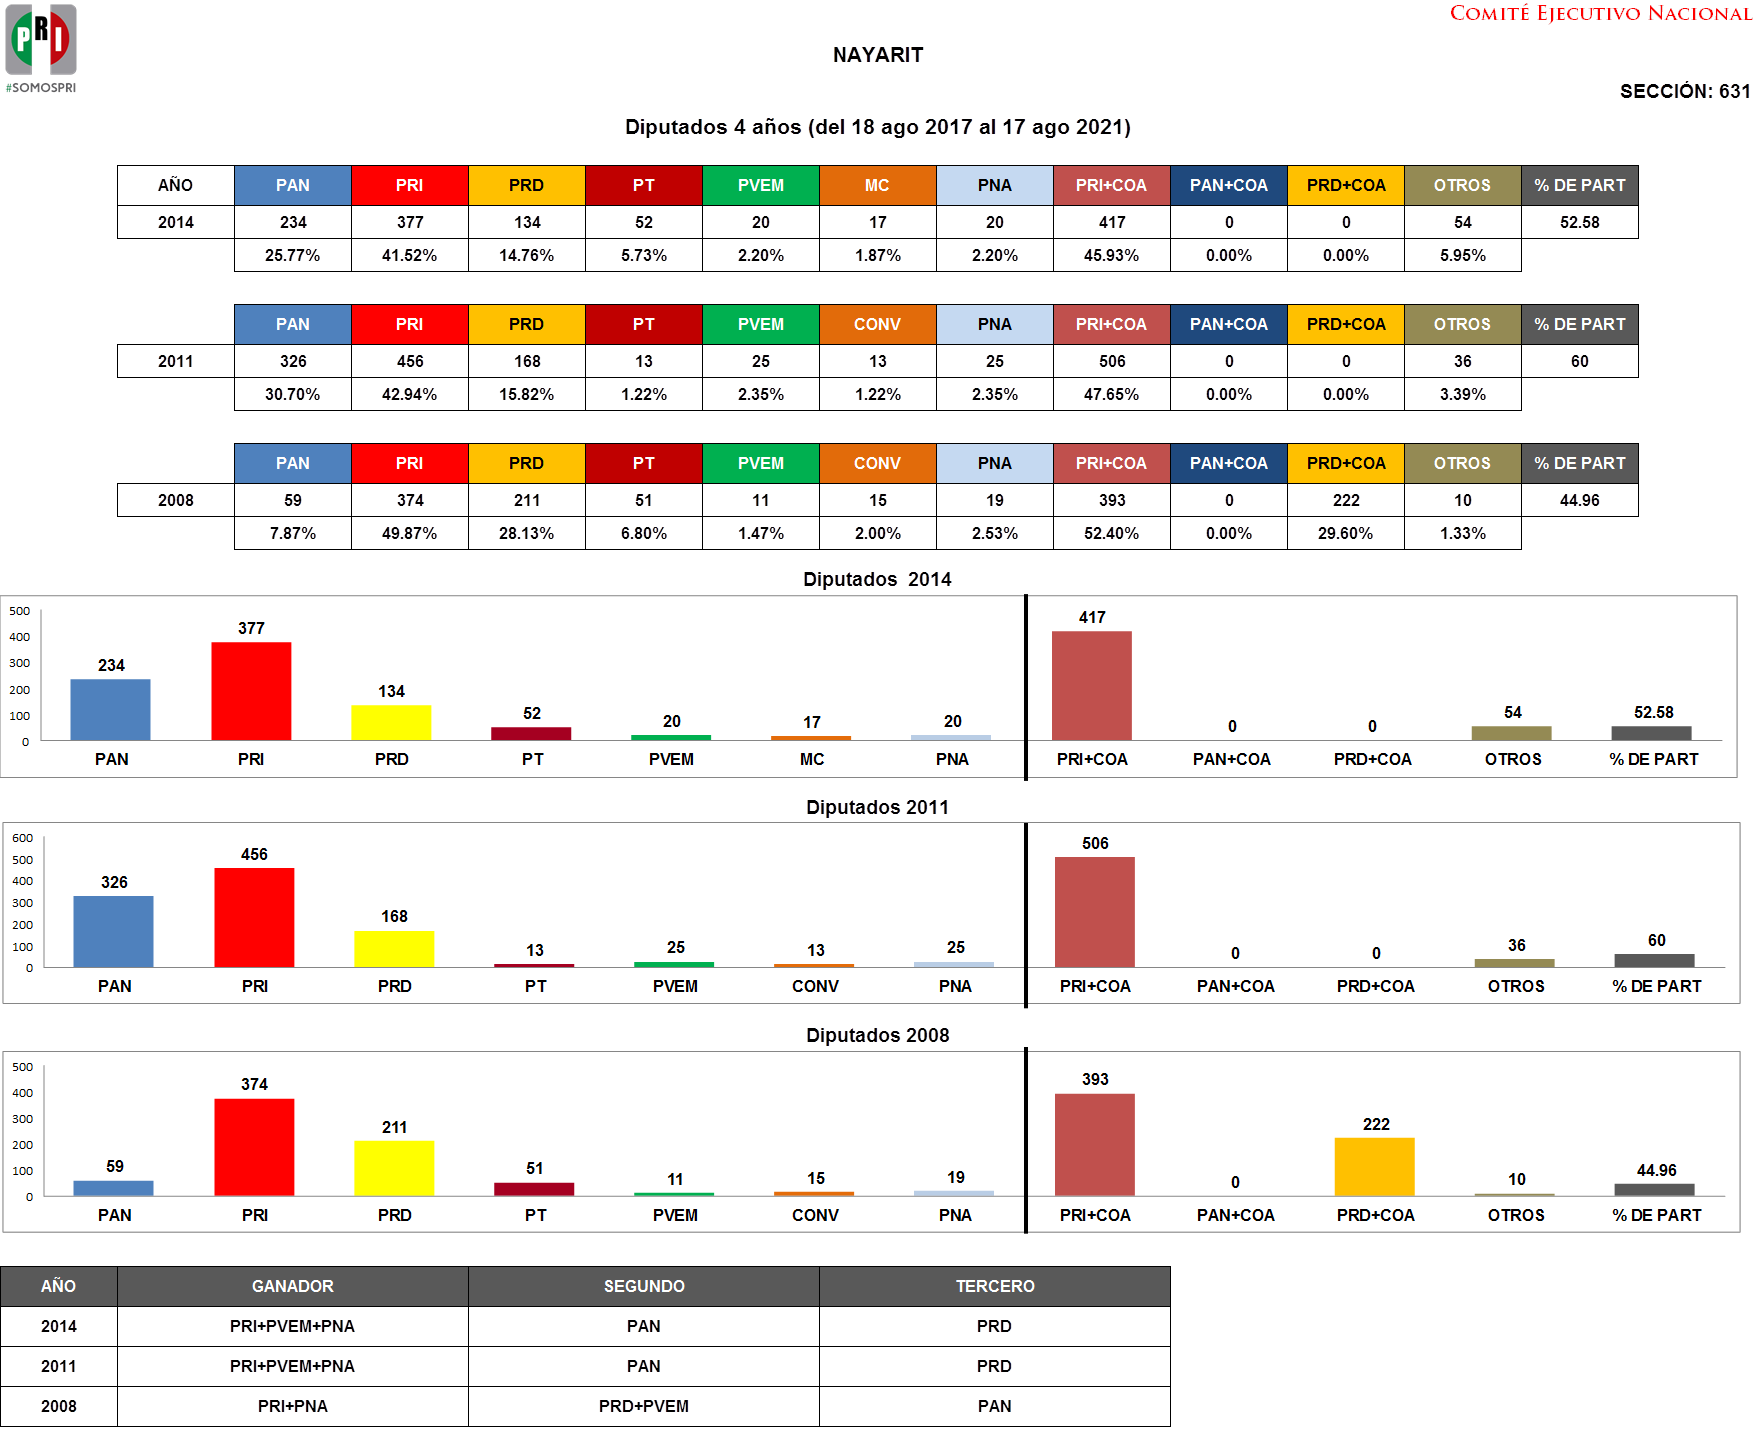 PRI
#SOMOSPRI
COMITÉ EJECUTIVO NACIONAL
NAYARIT
SECCIÓN: 631
Diputados 4 años (del 18 ago 2017 al 17 ago 2021)
AÑO PAN PRI PRD PT PVEM MC PNA PRI+COA PAN+COA PRD+COA OTROS % DE PART
2014 234 377 134 52 20 17 20 417 0 0 54 52.58
25.77% 41.52% 14.76% 5.73% 2.20% 1.87% 2.20% 45.93% 0.00% 0.00% 5.95%
PAN PRI PRD PT PVEM CONV PNA PRI+COA PAN+COA PRD+COA OTROS % DE PART
2011 326 456 168 13 25 13 25 506 0 0 36 60
30.70% 42.94% 15.82% 1.22% 2.35% 1.22% 2.35% 47.65% 0.00% 0.00% 3.39%
PAN PRI PRD PT PVEM CONV PNA PRI+COA PAN+COA PRD+COA OTROS % DE PART
2008 59 374 211 51 11 15 19 393 0 222 10 44.96
7.87% 49.87% 28.13% 6.80% 1.47% 2.00% 2.53% 52.40% 0.00% 29.60% 1.33%
Diputados 2014
500
400
300
200
100
0
234 377 134 52 20 17 20 417 0 0 54 52.58
PAN PRI PRD PT PVEM MC PNA PRI+COA PAN+COA PRD+COA OTROS % DE PART
Diputados 2011
600
500
400
300
200
100
0
326 456 168 13 25 13 25 506 0 0 36 60
PAN PRI PRD PT PVEM CONV PNA PRI+COA PAN+COA PRD+COA OTROS % DE PART
Diputados 2008
500
400
300
200
100
0
59 374 211 51 11 15 19 393 0 222 10 44.96
PAN PRI PRD PT PVEM CONV PNA PRI+COA PAN+COA PRD+COA OTROS % DE PART
AÑO GANADOR SEGUNDO TERCERO
2014 PRI+PVEM+PNA PAN PRD
2011 PRI+PVEM+PNA PAN PRD
2008 PRI+PNA PRD+PVEM PAN